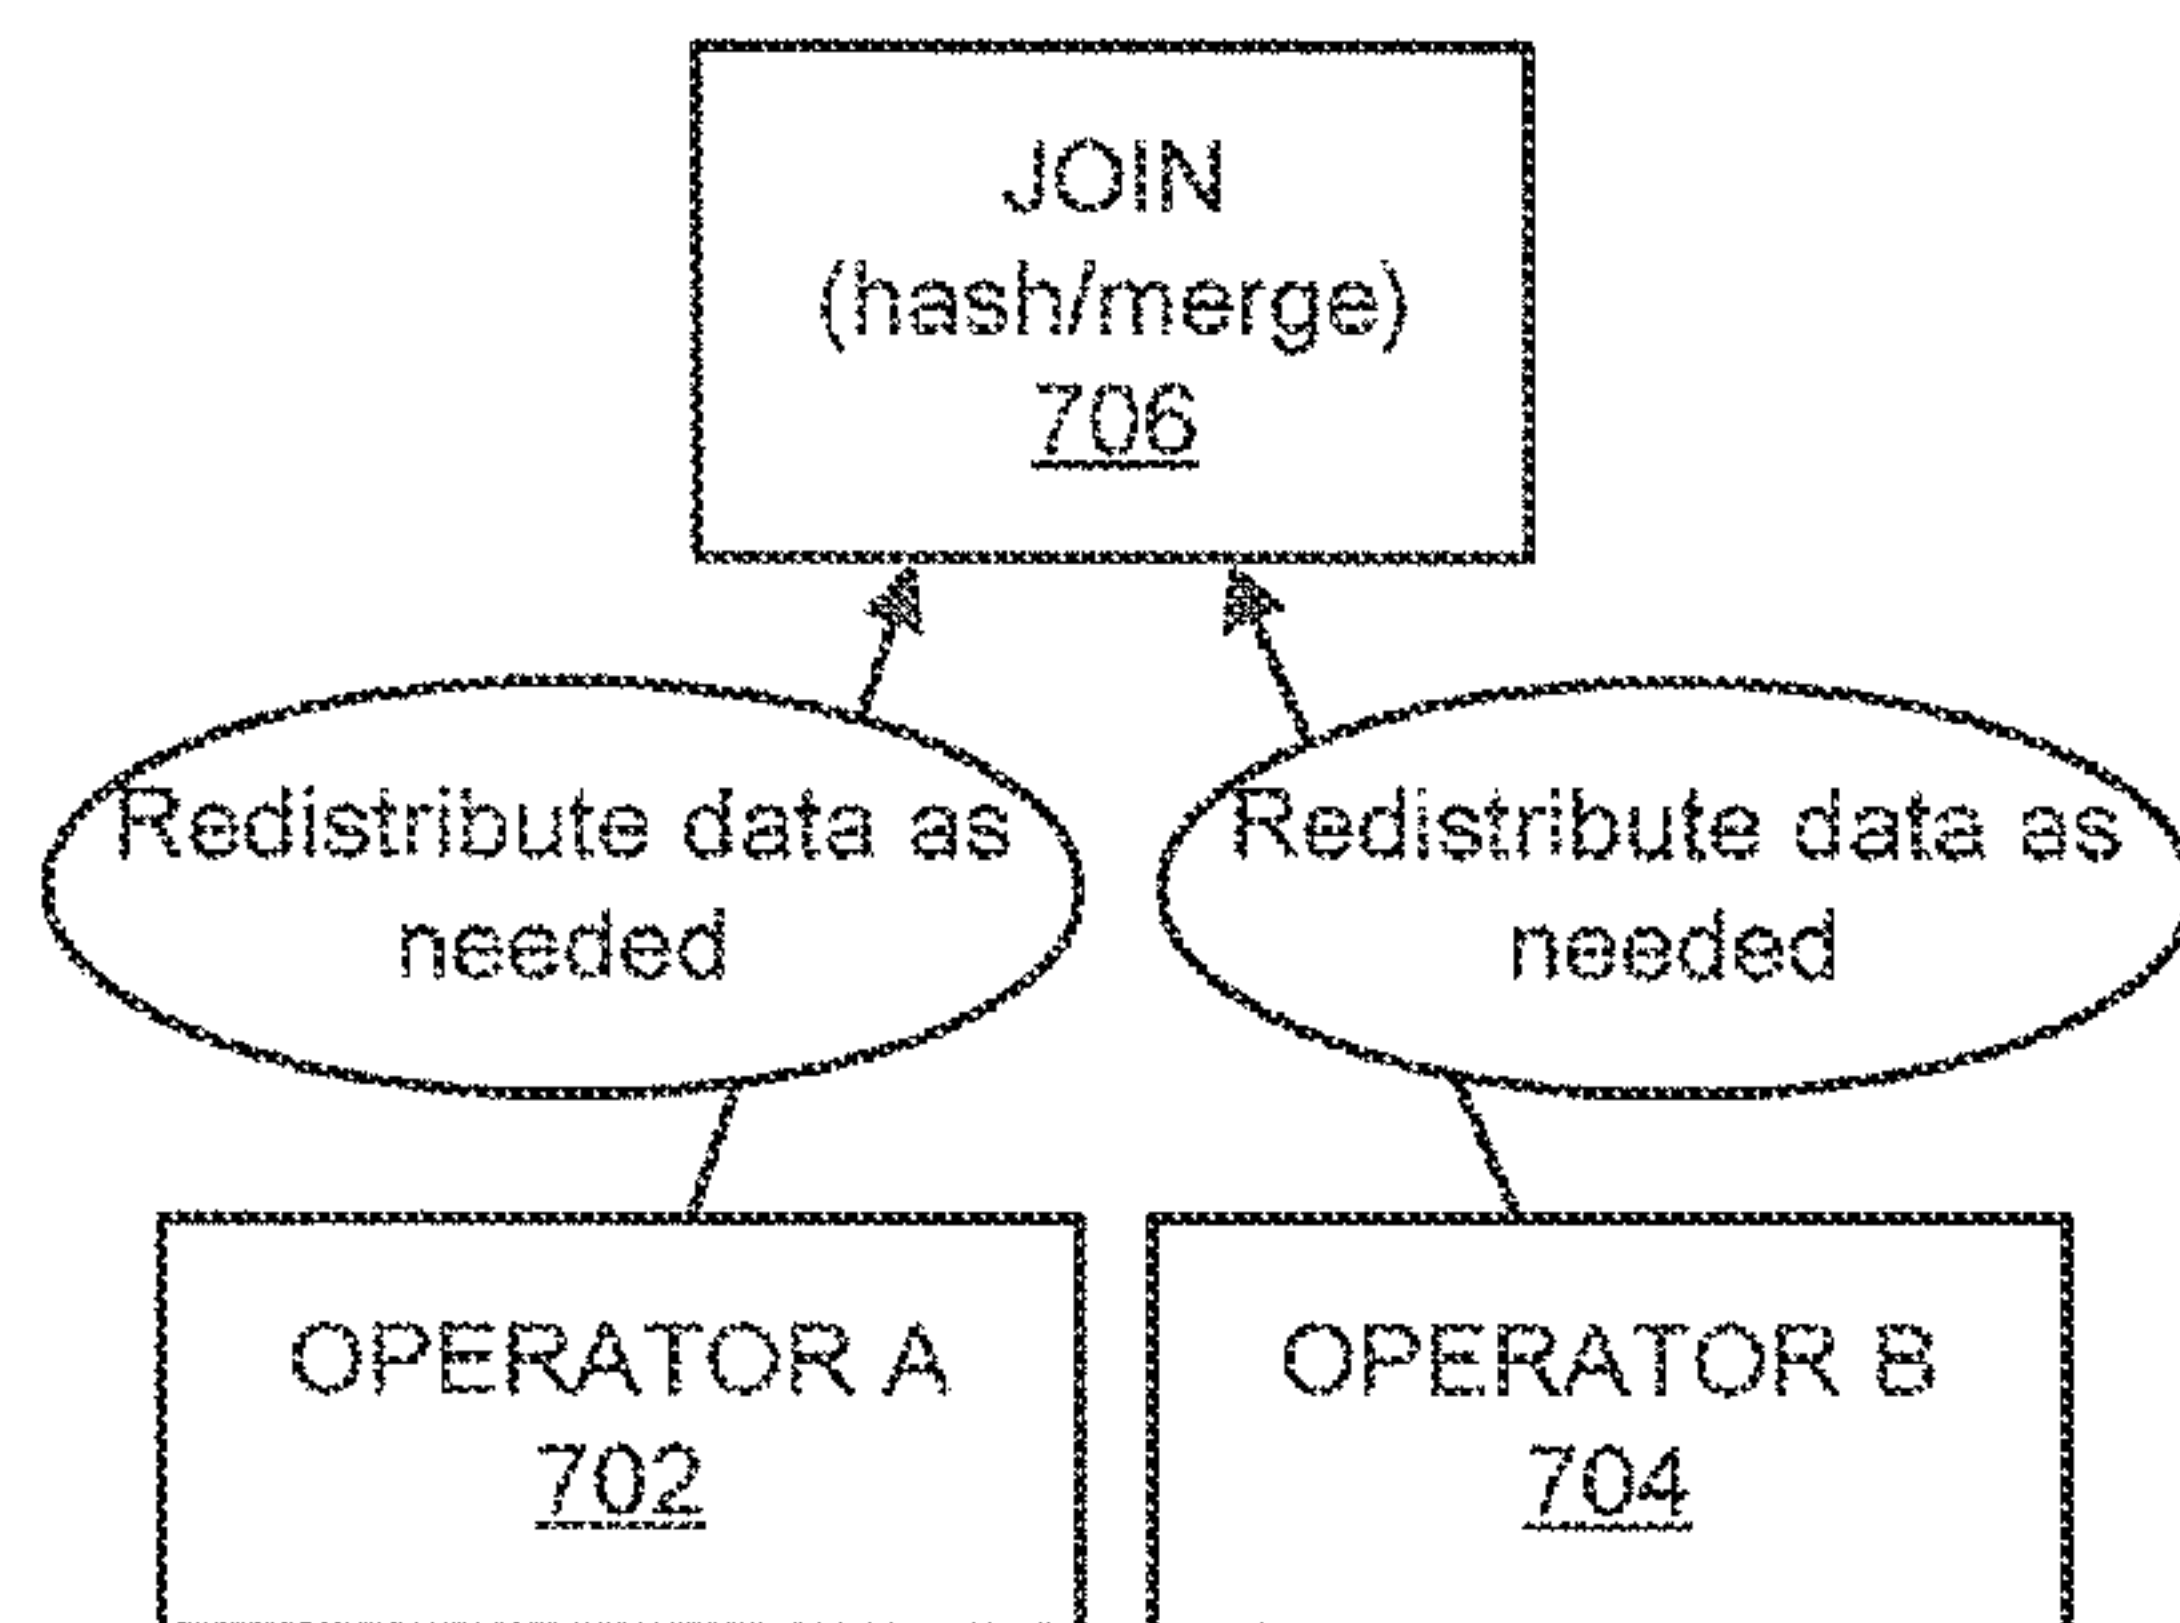 JOIN
(hash/merge)
706
Redistribute data as
needed
Redistribute data as
needed
OPERATOR A
702
OPERATOR B
704